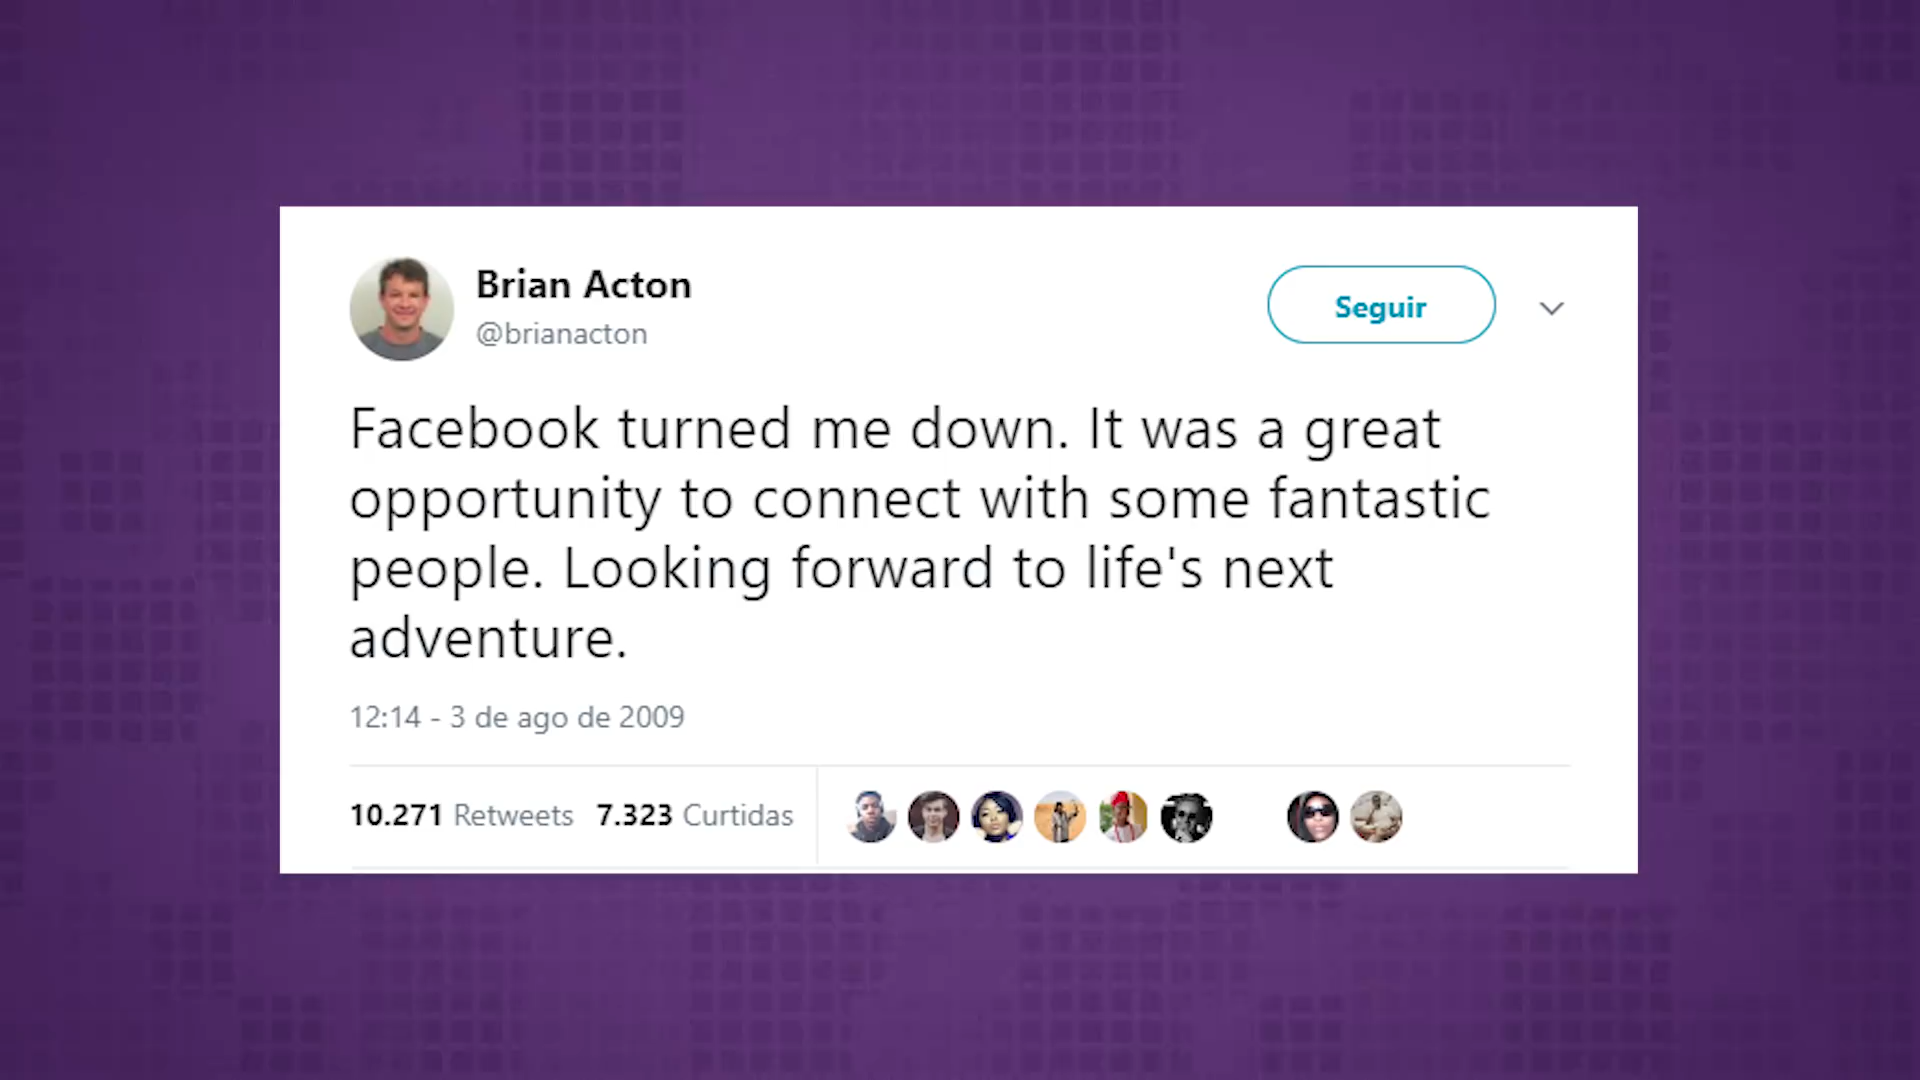 Brian Acton
@brianacton
Seguir
Facebook turned me down. It was a great
opportunity to connect with some fantastic
people. Looking forward to life's next
adventure.
12:14 - 3 de ago de 2009
10.271 Retweets 7.323 Curtidas